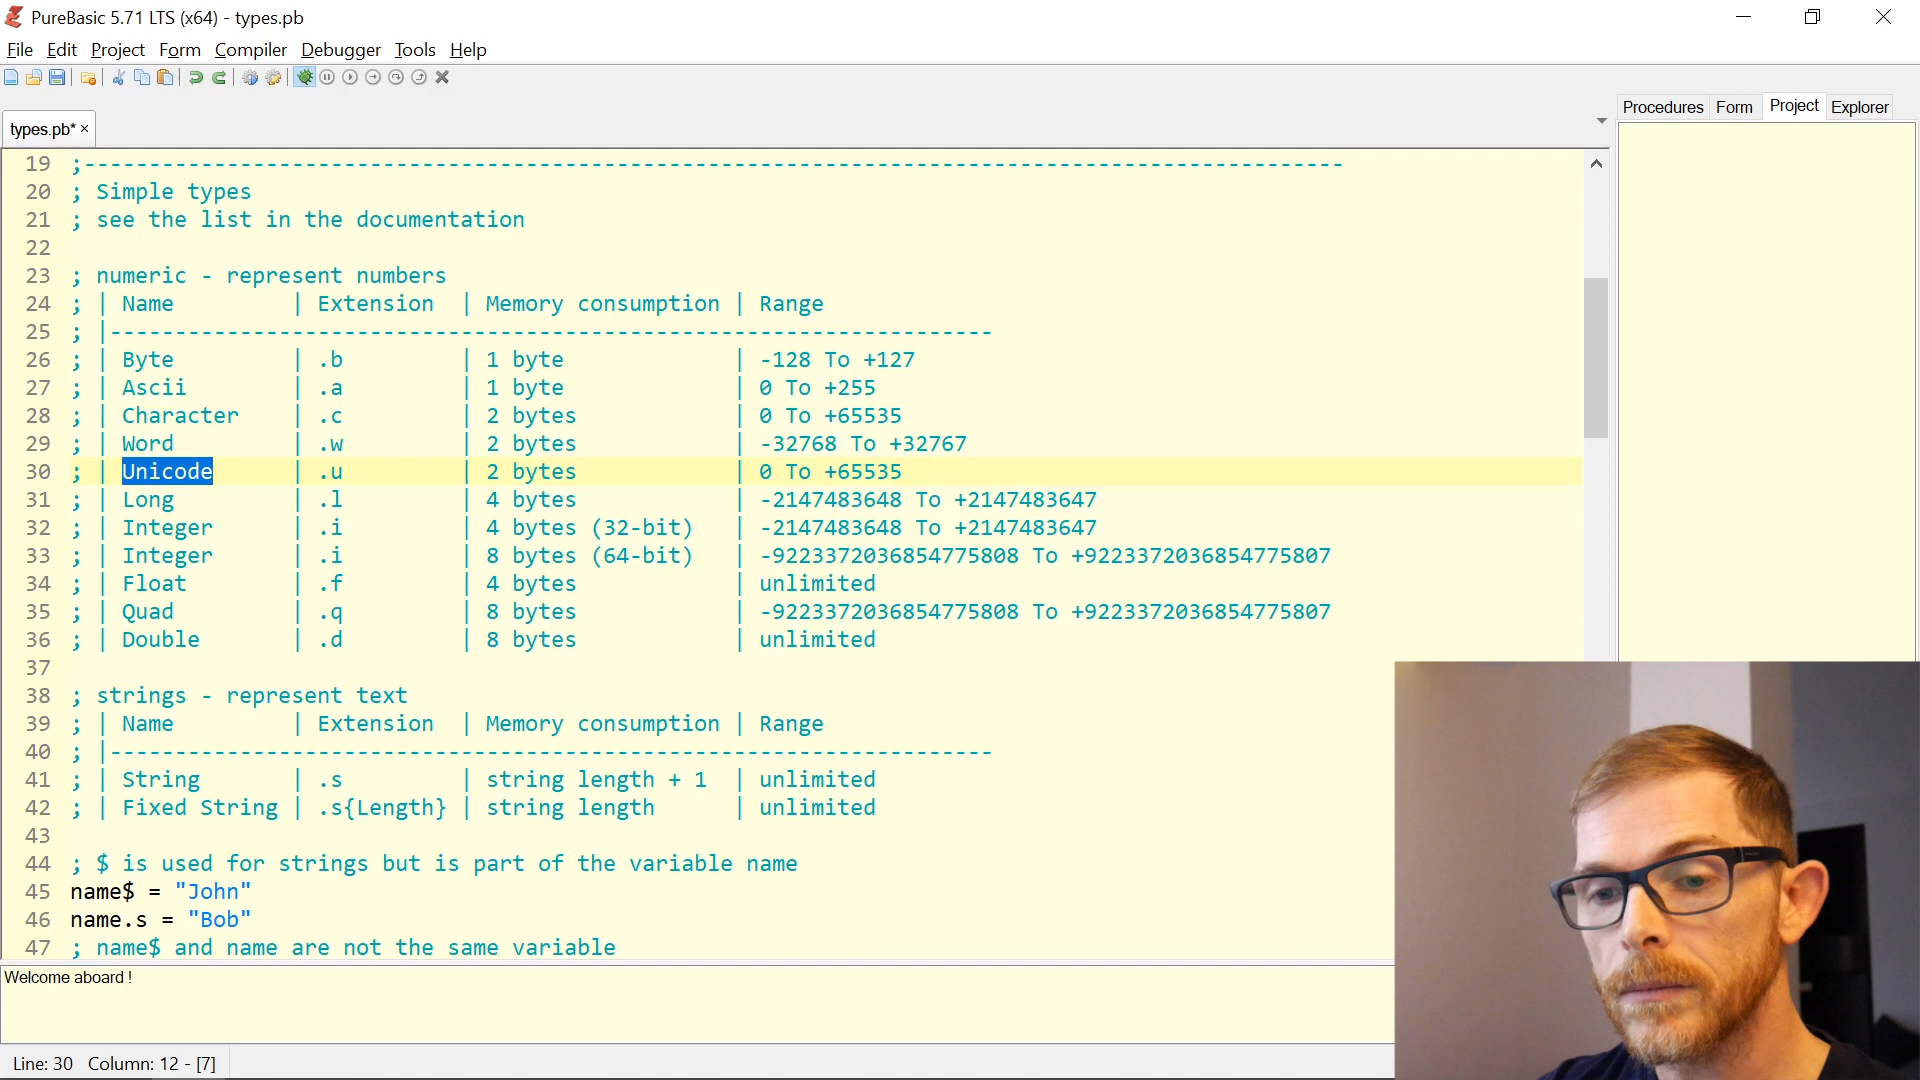 PureBasic 5.71 LTS (x64) - types.pb
File Edit Project Form Compiler Debugger Tools Help
types.pb*
Procedures Form Project Explorer
19 ;-------------------------------------------------------------------------------------------------
20 ; Simple types
21 ; see the list in the documentation
22
23 ; numeric - represent numbers
24 ; | Name | Extension | Memory consumption | Range
25 ; |--------------------------------------------------------------------
26 ; | Byte | .b | 1 byte | -128 To +127
27 ; | Ascii | .a | 1 byte | 0 To +255
28 ; | Character | .c | 2 bytes | 0 To +65535
29 ; | Word | .w | 2 bytes | -32768 To +32767
30 ; | Unicode | .u | 2 bytes | 0 To +65535
31 ; | Long | .l | 4 bytes | -2147483648 To +2147483647
32 ; | Integer | .i | 4 bytes (32-bit) | -2147483648 To +2147483647
33 ; | Integer | .i | 8 bytes (64-bit) | -9223372036854775808 To +9223372036854775807
34 ; | Float | .f | 4 bytes | unlimited
35 ; | Quad | .q | 8 bytes | -9223372036854775808 To +9223372036854775807
36 ; | Double | .d | 8 bytes | unlimited
37
38 ; strings - represent text
39 ; | Name | Extension | Memory consumption | Range
40 ; |--------------------------------------------------------------------
41 ; | String | .s | string length + 1 | unlimited
42 ; | Fixed String | .s{Length} | string length | unlimited
43
44 ; $ is used for strings but is part of the variable name
45 name$ = "John"
46 name.s = "Bob"
47 ; name$ and name are not the same variable
Welcome aboard !
Line: 30 Column: 12 - [7]